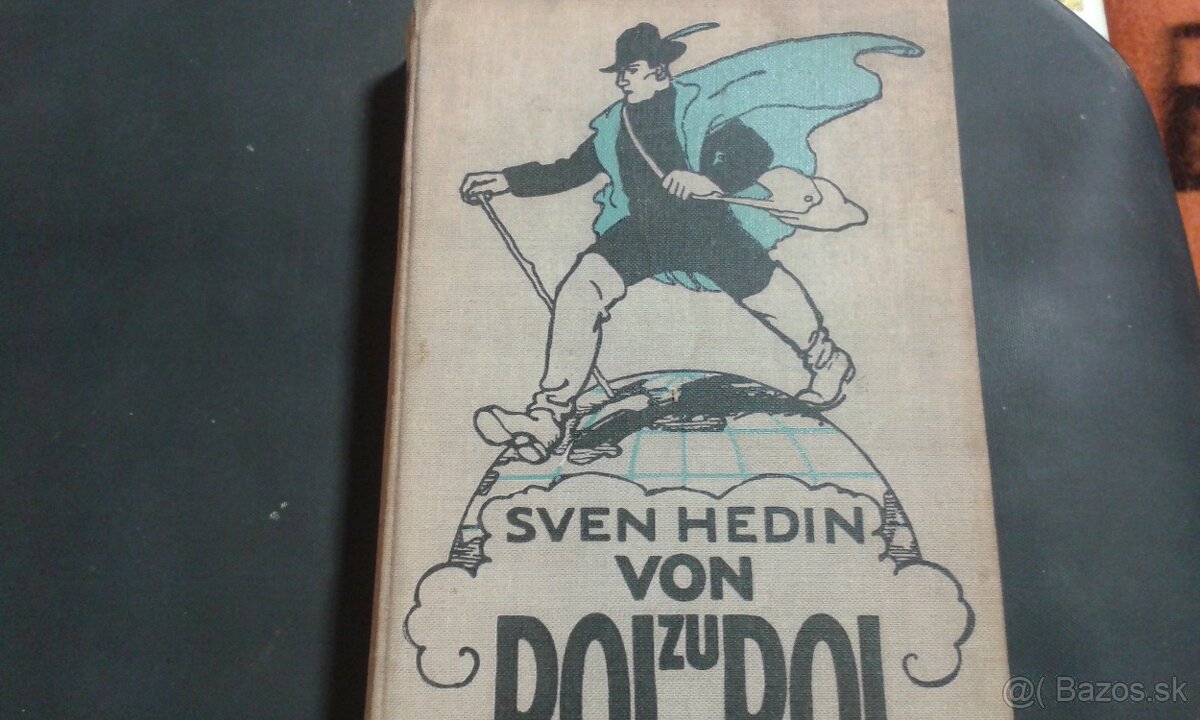 SVEN HEDIN
VON
POL ZU POL
@( Bazos.sk